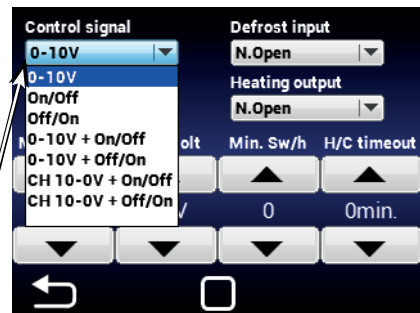 Control signal
Defrost input
0-10V
N.Open
0-10V
On/Off
Off/On
0-10V + On/Off
0-10V + Off/On
CH 10-0V + On/Off
CH 10-0V + Off/On
Heating output
N.Open
Min. Sw/h
H/C timeout
0
0min.